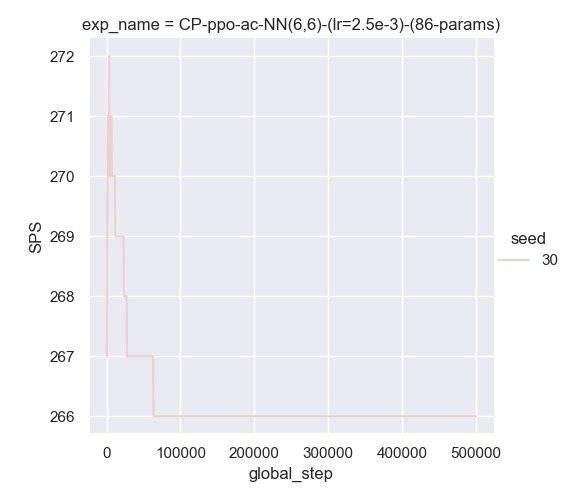 exp_name = CP-ppo-ac-NN(6,6)-(lr=2.5e-3)-(86-params)
272
271
270
269
268
267
266
SPS
0 100000 200000 300000 400000 500000
global_step
seed
30